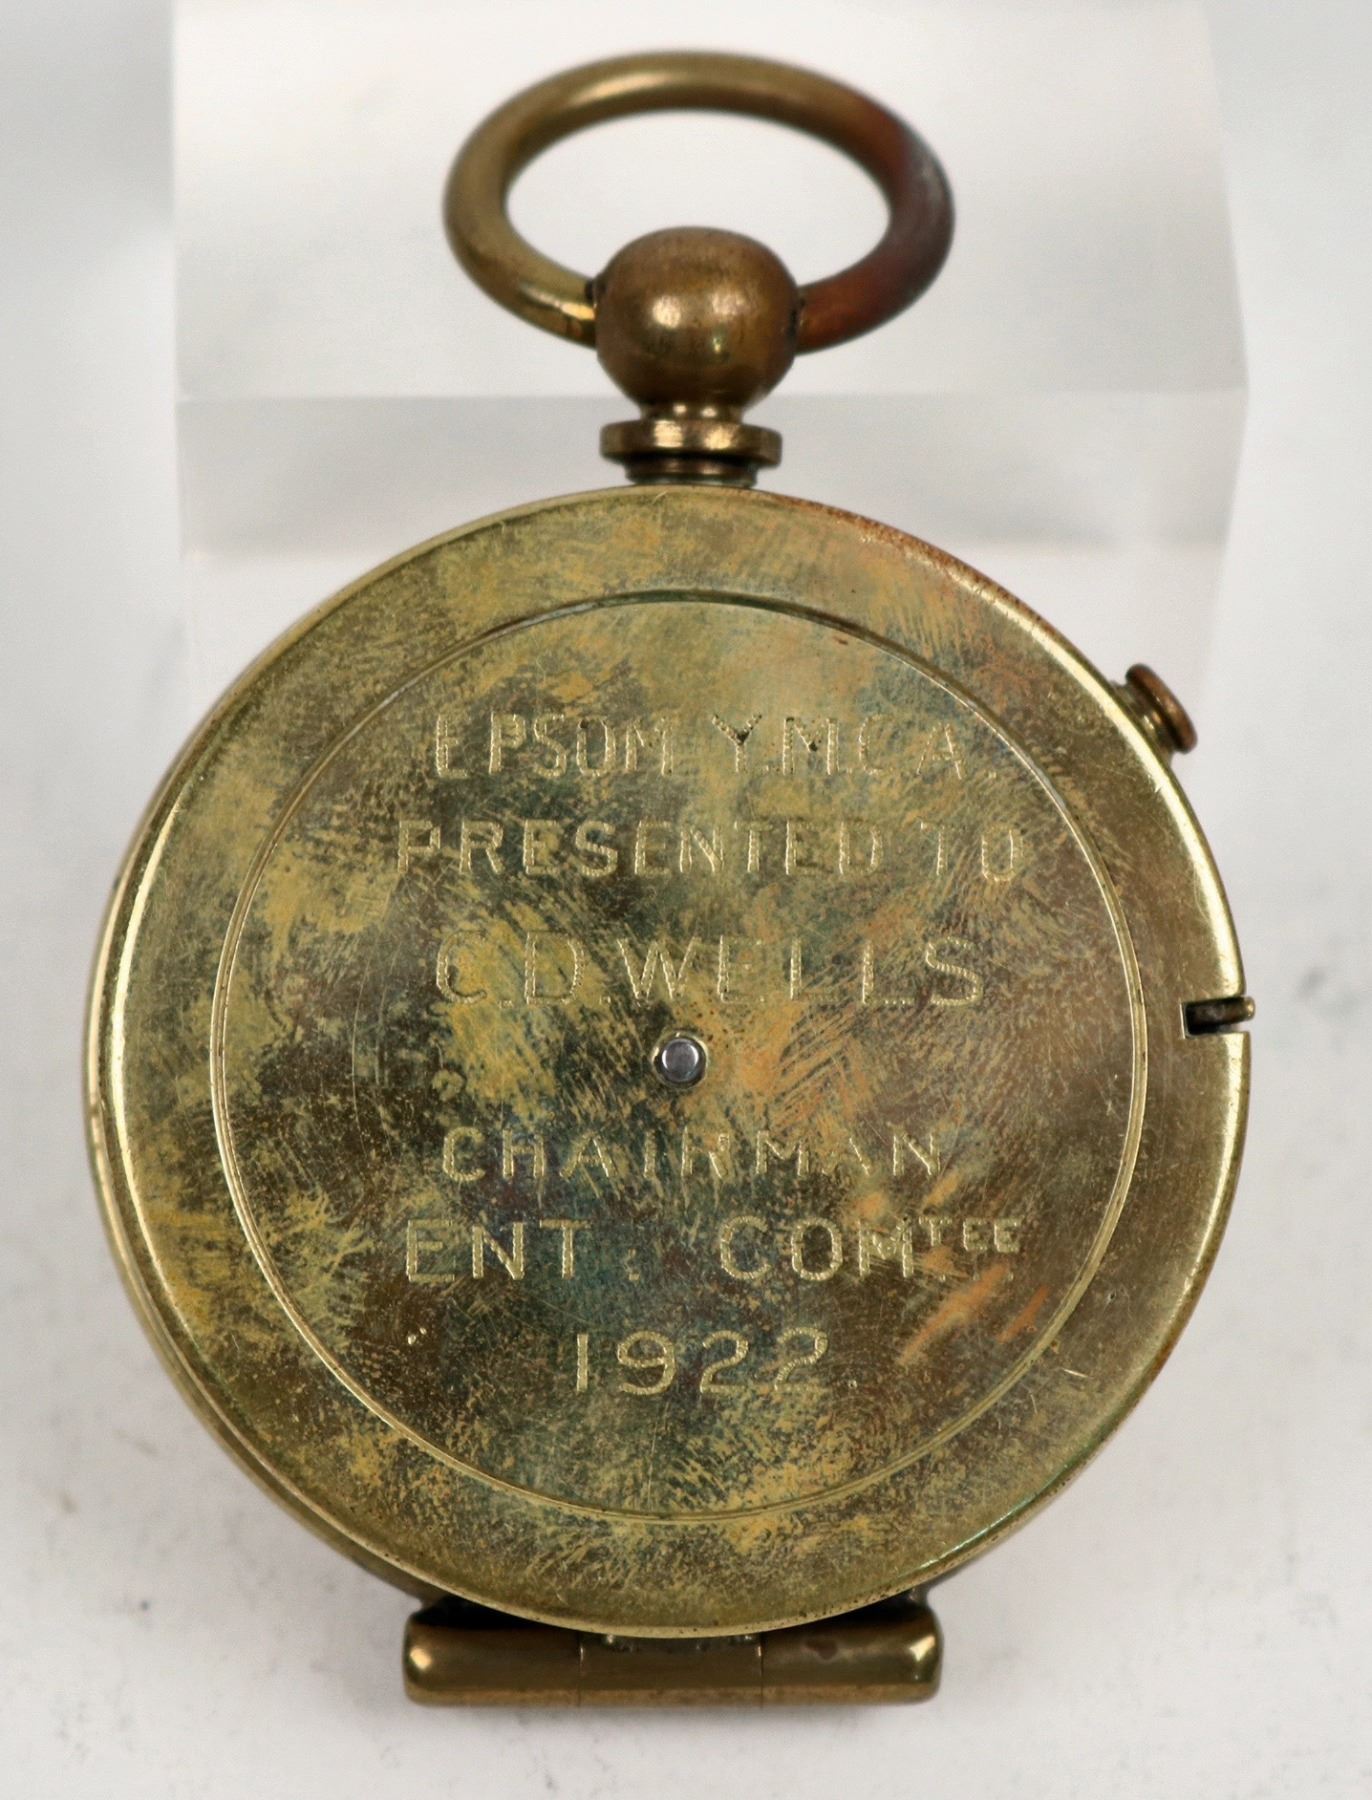 EPSOM Y.M.C.A.
PRESENTED TO
C.D.WELLS
CHAIRMAN
ENT. COMTEE.
1922.